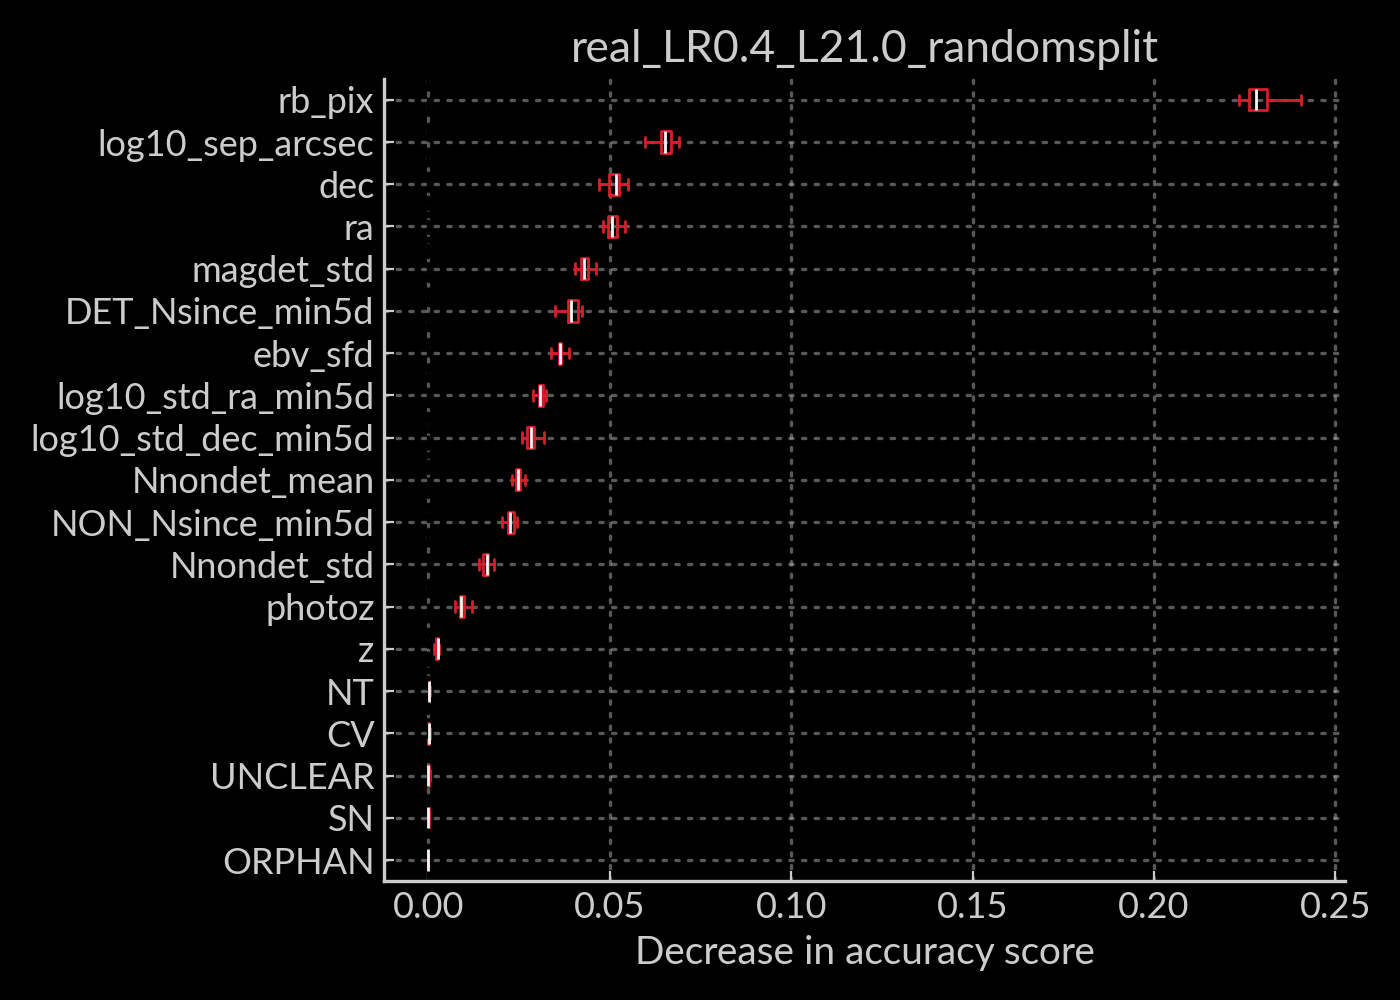 real_LR0.4_L21.0_randomsplit
rb_pix
log10_sep_arcsec
dec
ra
magdet_std
DET_Nsince_min5d
ebv_sfd
log10_std_ra_min5d
log10_std_dec_min5d
Nnondet_mean
NON_Nsince_min5d
Nnondet_std
photoz
z
NT
CV
UNCLEAR
SN
ORPHAN
0.00 0.05 0.10 0.15 0.20 0.25
Decrease in accuracy score